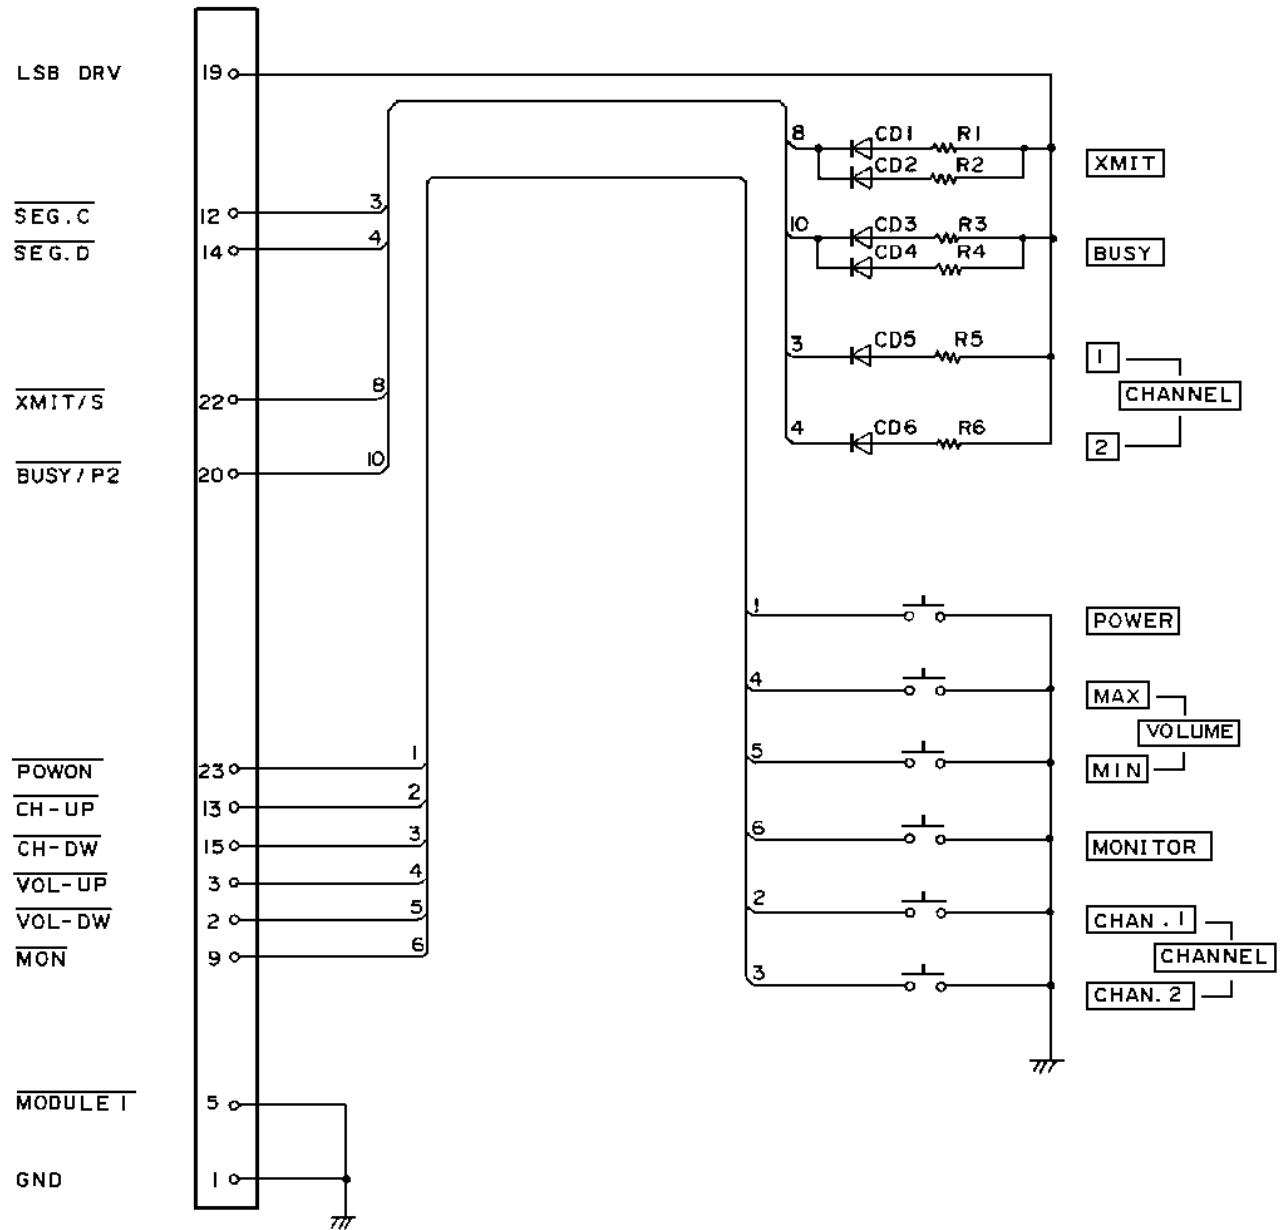 LSB DRV 19
8 CD1 R1
XMIT
CD2 R2
SEG.C 12 3
10 CD3 R3
SEG.D 14 4
CD4 R4
BUSY
3 CD5 R5
1
XMIT/S 22 8
CHANNEL
4 CD6 R6
2
BUSY/P2 20 10
1 POWER
4 MAX
VOLUME
5 MIN
POWON 23 1
CH-UP 13 2
CH-DW 15 3
6 MONITOR
VOL-UP 3 4
VOL-DW 2 5
2 CHAN.1
MON 9 6
CHANNEL
3 CHAN.2
MODULE 1 5
GND 1